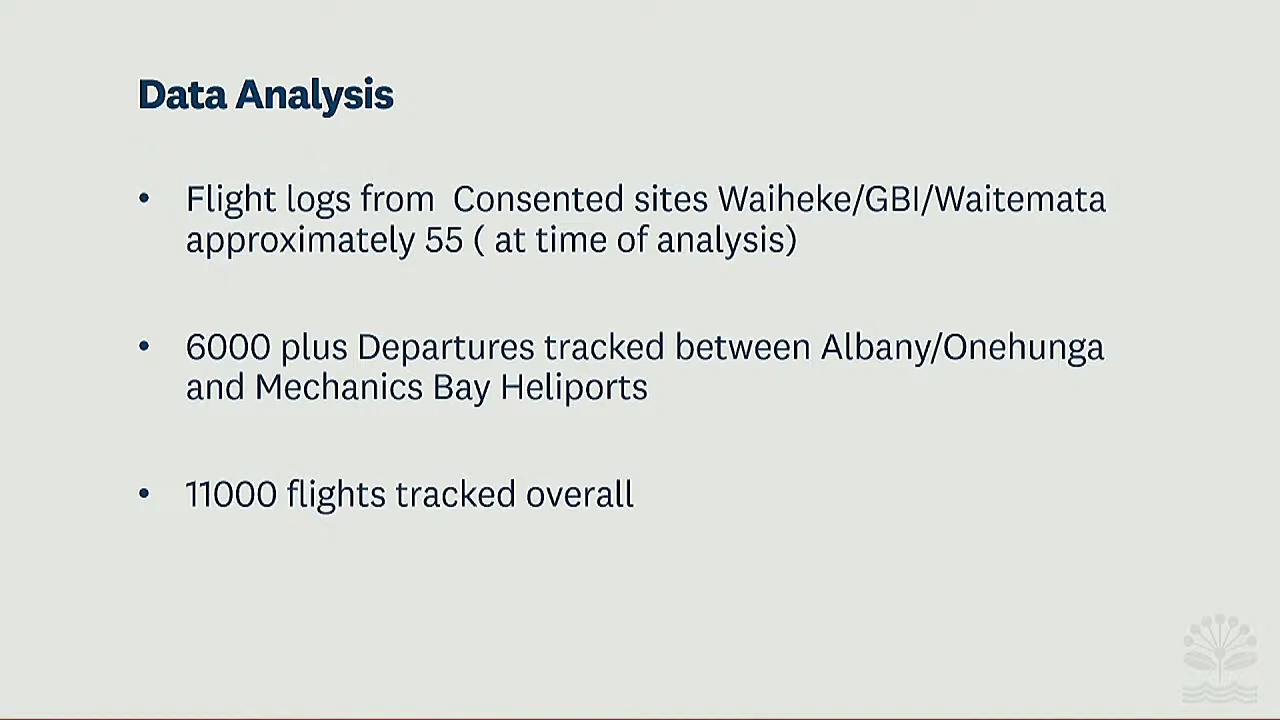 Data Analysis
• Flight logs from  Consented sites Waiheke/GBI/Waitemata
approximately 55 ( at time of analysis)
• 6000 plus Departures tracked between Albany/Onehunga
and Mechanics Bay Heliports
• 11000 flights tracked overall